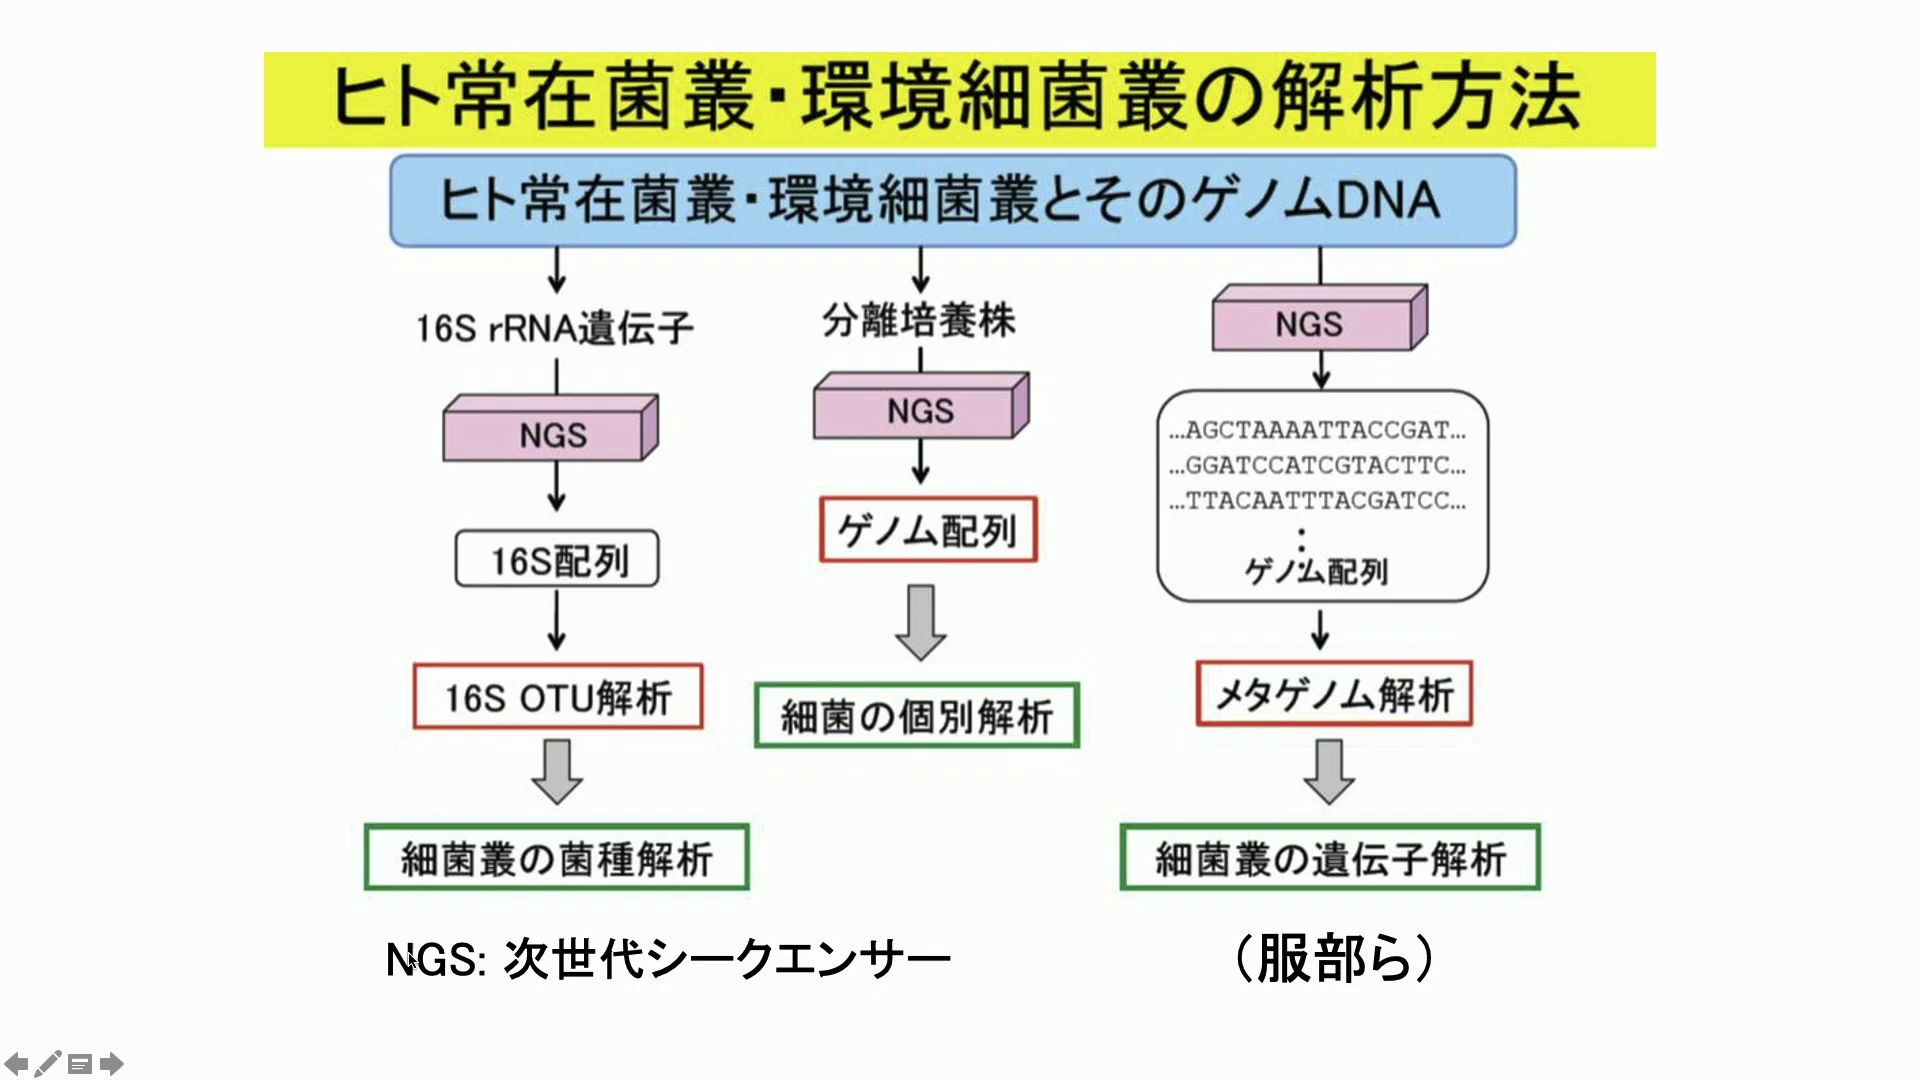 ヒト常在菌叢・環境細菌叢の解析方法
ヒト常在菌叢・環境細菌叢とそのゲノムDNA
16S rRNA遺伝子
NGS
16S配列
16S OTU解析
細菌叢の菌種解析
分離培養株
NGS
ゲノム配列
細菌の個別解析
NGS
...AGCTAAAATTACCGAT...
...GGATCCATCGTACTTC...
...TTACAATTTACGATCC...
ゲノム配列
メタゲノム解析
細菌叢の遺伝子解析
NGS: 次世代シークエンサー
（服部ら）